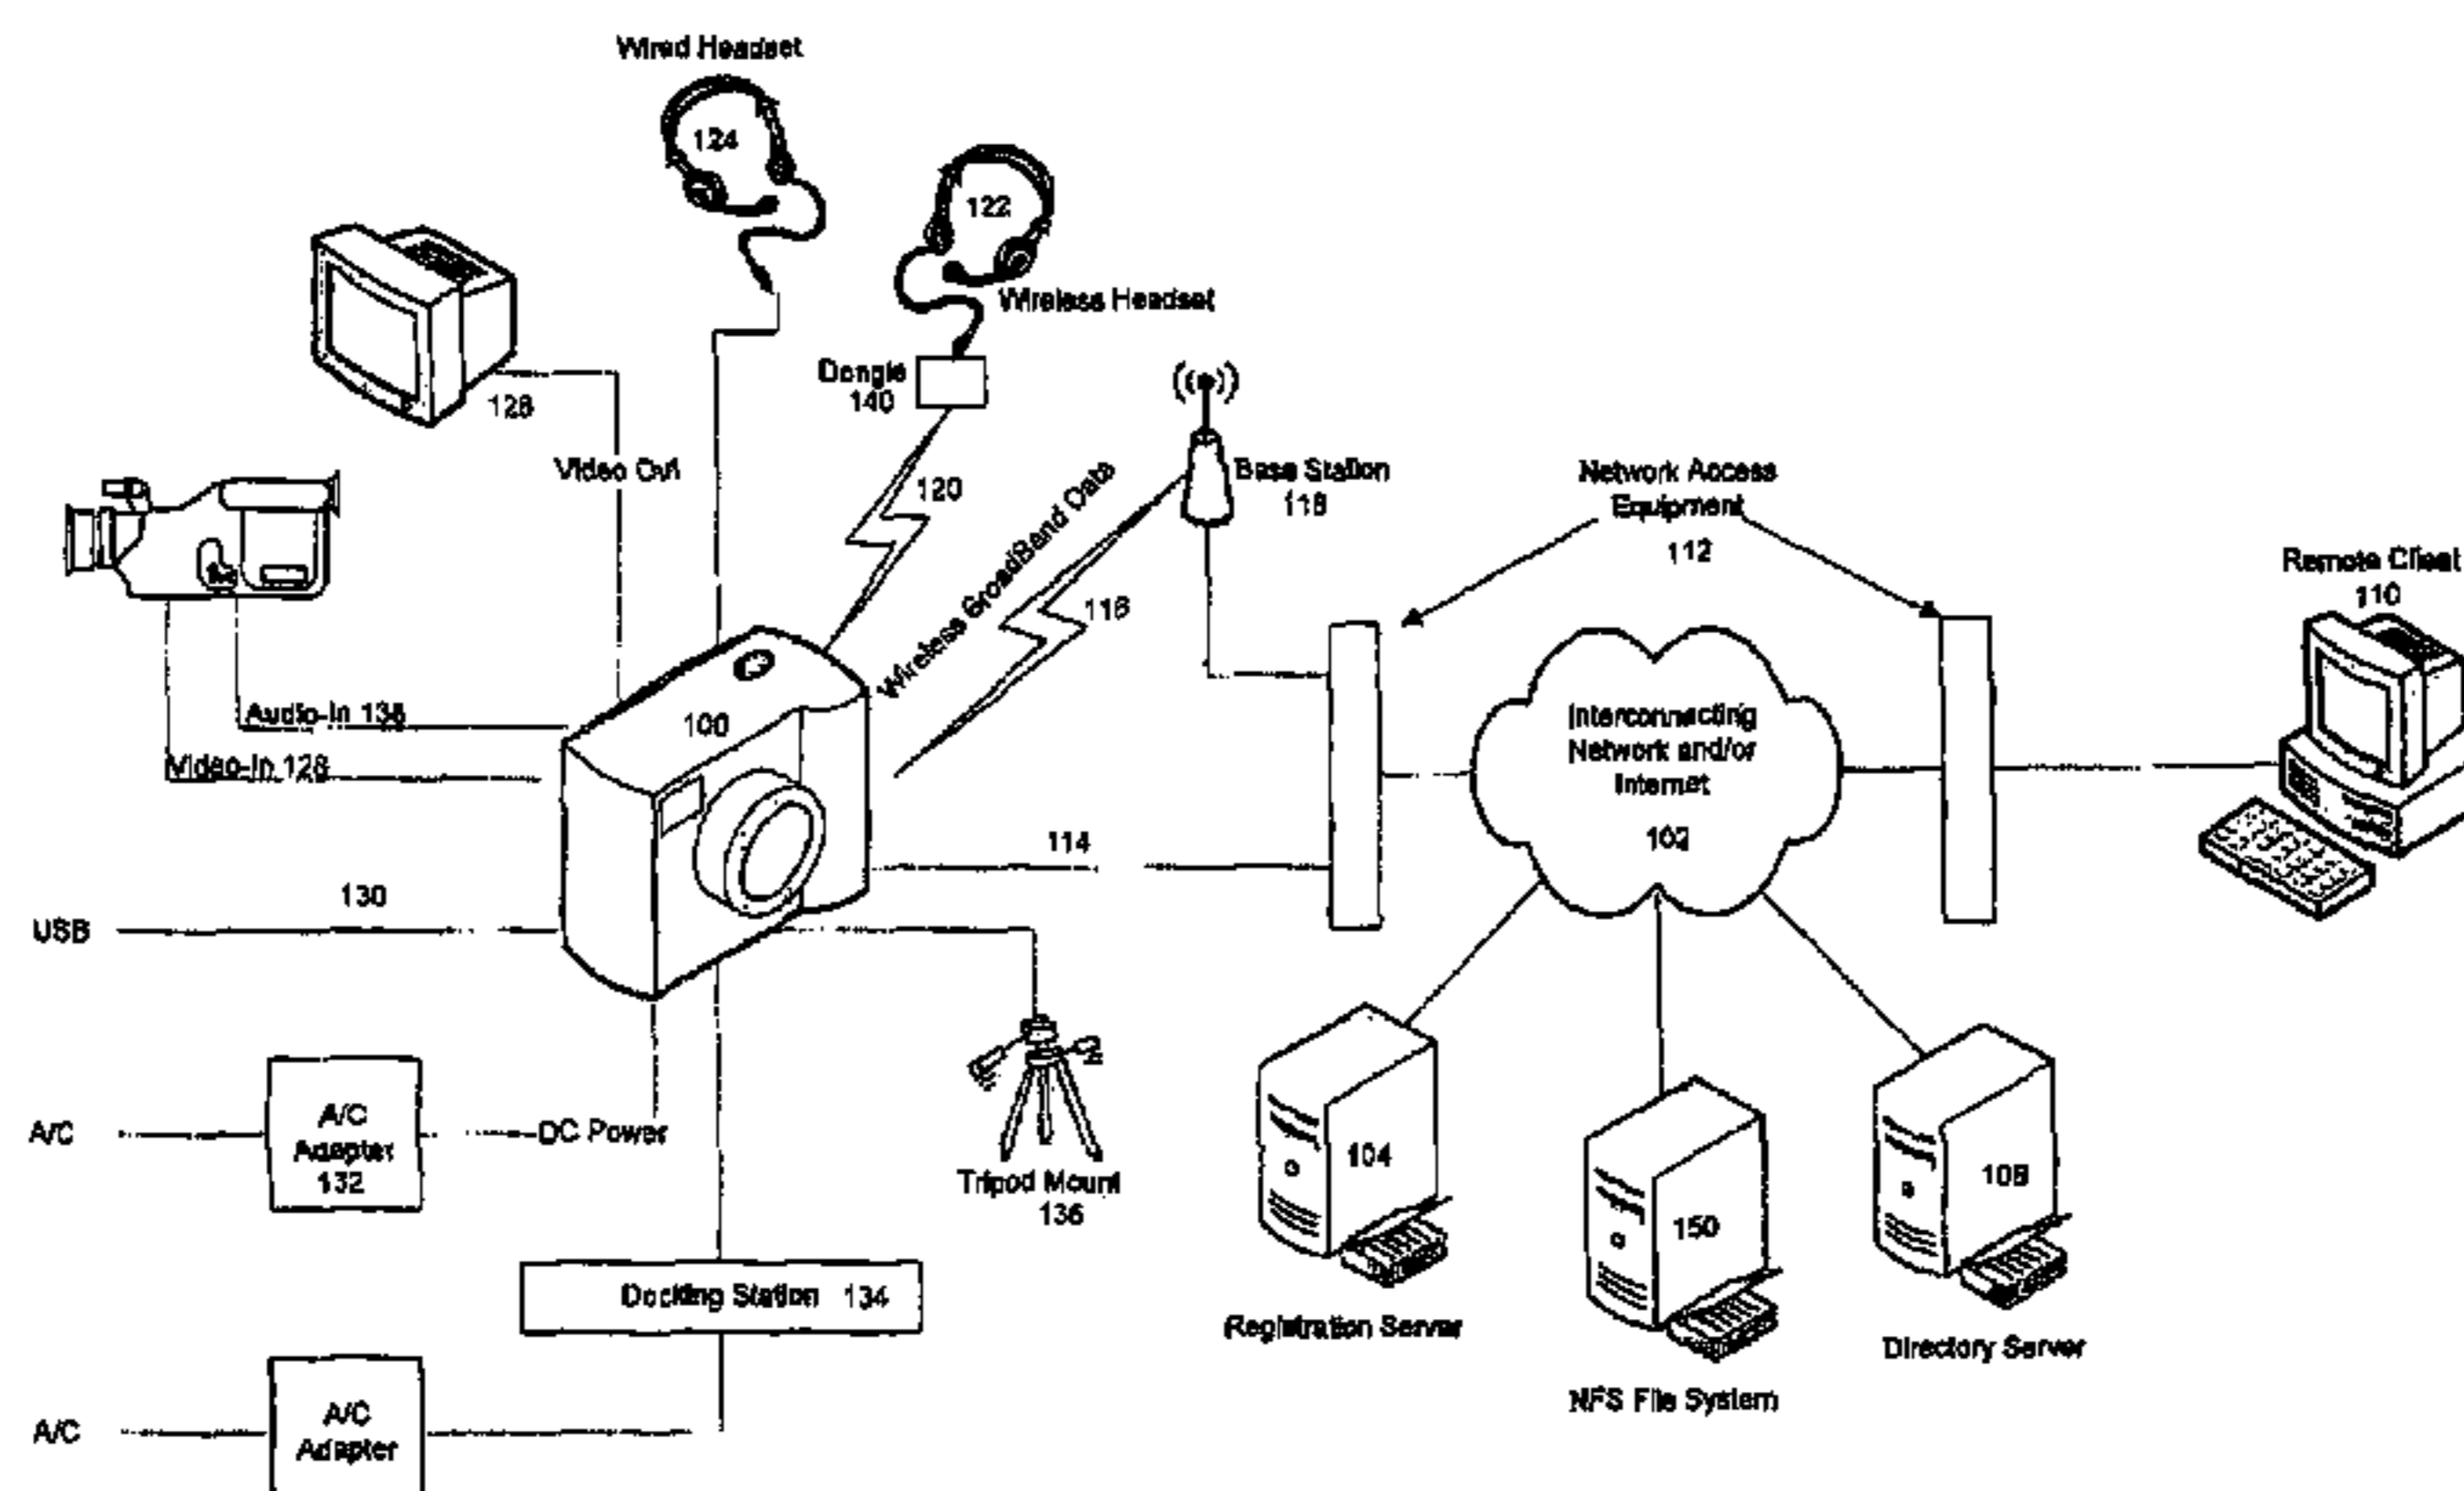 Wired Headset
124
122
Wireless Headset
Dongle
140
128
Video Out
120
Wireless BroadBand Data
116
Base Station
118
Network Access
Equipment
112
Remote Client
110
Audio-In 138
Video-In 128
100
Interconnecting
Network and/or
Internet
102
114
130
USB
A/C
A/C
Adapter
132
DC Power
Tripod Mount
136
104
150
108
Docking Station 134
Registration Server
NFS File System
Directory Server
A/C
A/C
Adapter